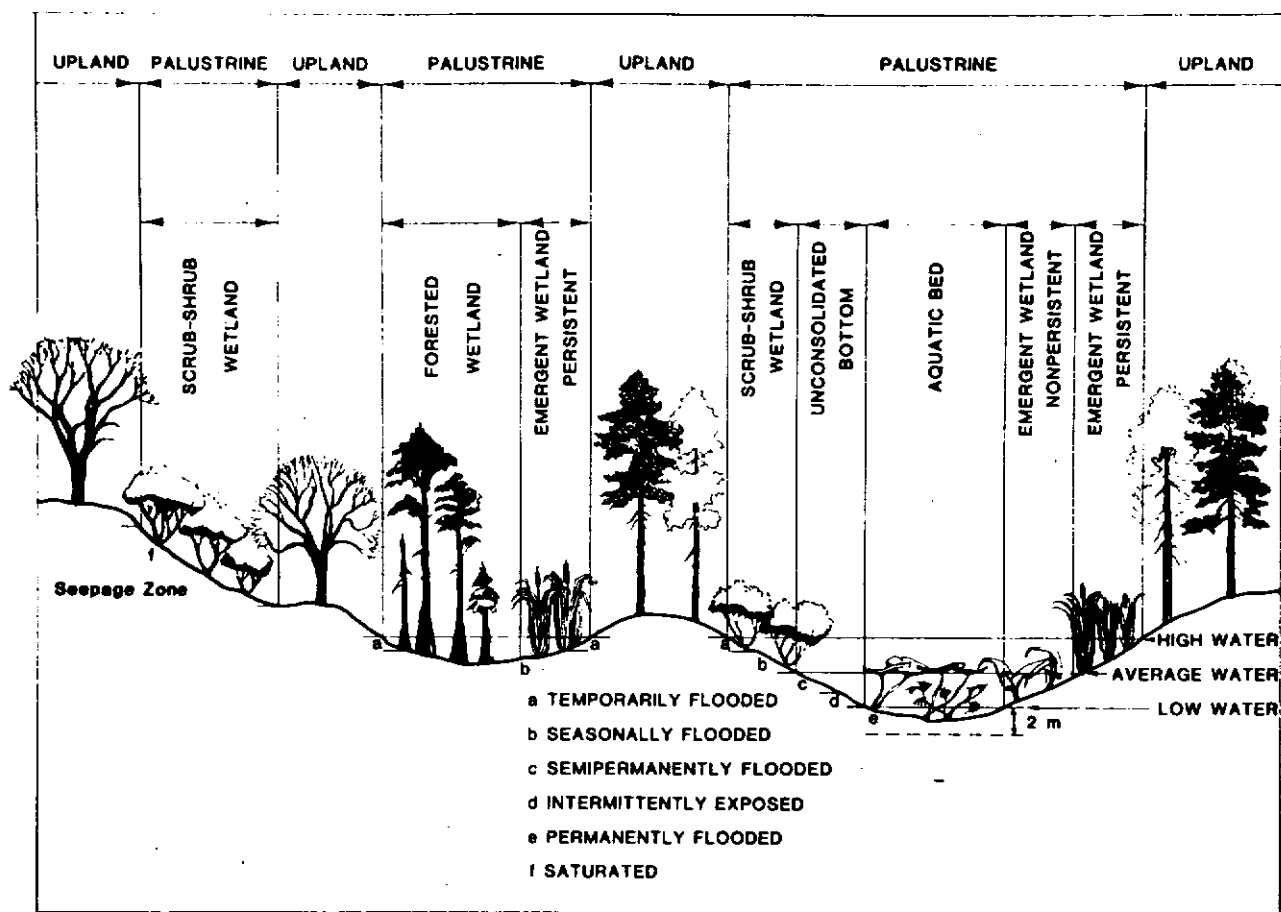 UPLAND PALUSTRINE UPLAND PALUSTRINE UPLAND PALUSTRINE UPLAND
SCRUB-SHRUB
WETLAND
FORESTED
WETLAND
EMERGENT WETLAND
PERSISTENT
SCRUB-SHRUB
WETLAND
UNCONSOLIDATED
BOTTOM
AQUATIC BED
EMERGENT WETLAND
NONPERSISTENT
EMERGENT WETLAND
PERSISTENT
f
Seepage Zone
a
b
a
a
b
c
d
e
HIGH WATER
AVERAGE WATER
LOW WATER
2 m
a TEMPORARILY FLOODED
b SEASONALLY FLOODED
c SEMIPERMANENTLY FLOODED
d INTERMITTENTLY EXPOSED
e PERMANENTLY FLOODED
f SATURATED